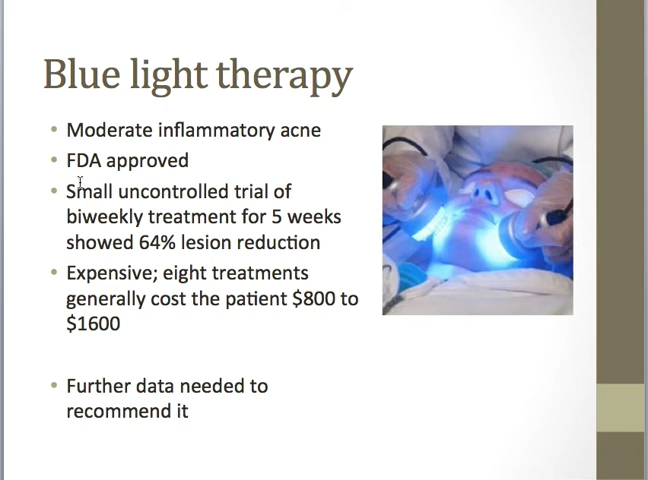 Blue light therapy
• Moderate inflammatory acne
• FDA approved
• Small uncontrolled trial of
biweekly treatment for 5 weeks
showed 64% lesion reduction
• Expensive; eight treatments
generally cost the patient $800 to
$1600
• Further data needed to
recommend it